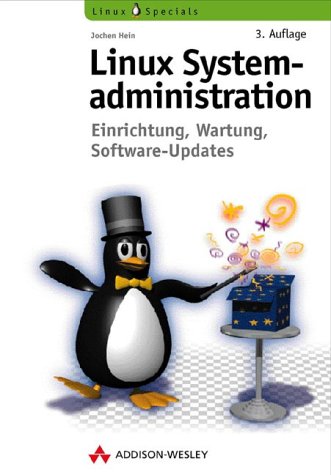 Linux Specials
Jochen Hein
3. Auflage
Linux System-
administration
Einrichtung, Wartung,
Software-Updates
ADDISON-WESLEY